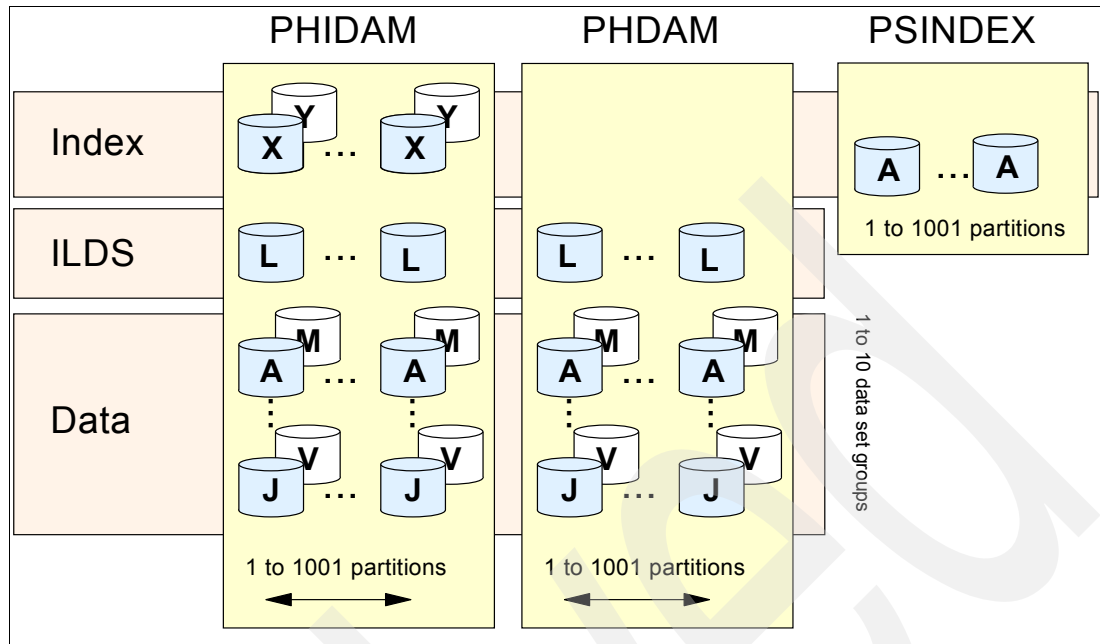 PHIDAM PHDAM PSINDEX
Index Y Y
X ... X
A ... A
1 to 1001 partitions
ILDS L ... L L ... L
Data M M M M
A ... A A ... A
V V V V
J ... J J ... J
1 to 10 data set groups
1 to 1001 partitions 1 to 1001 partitions